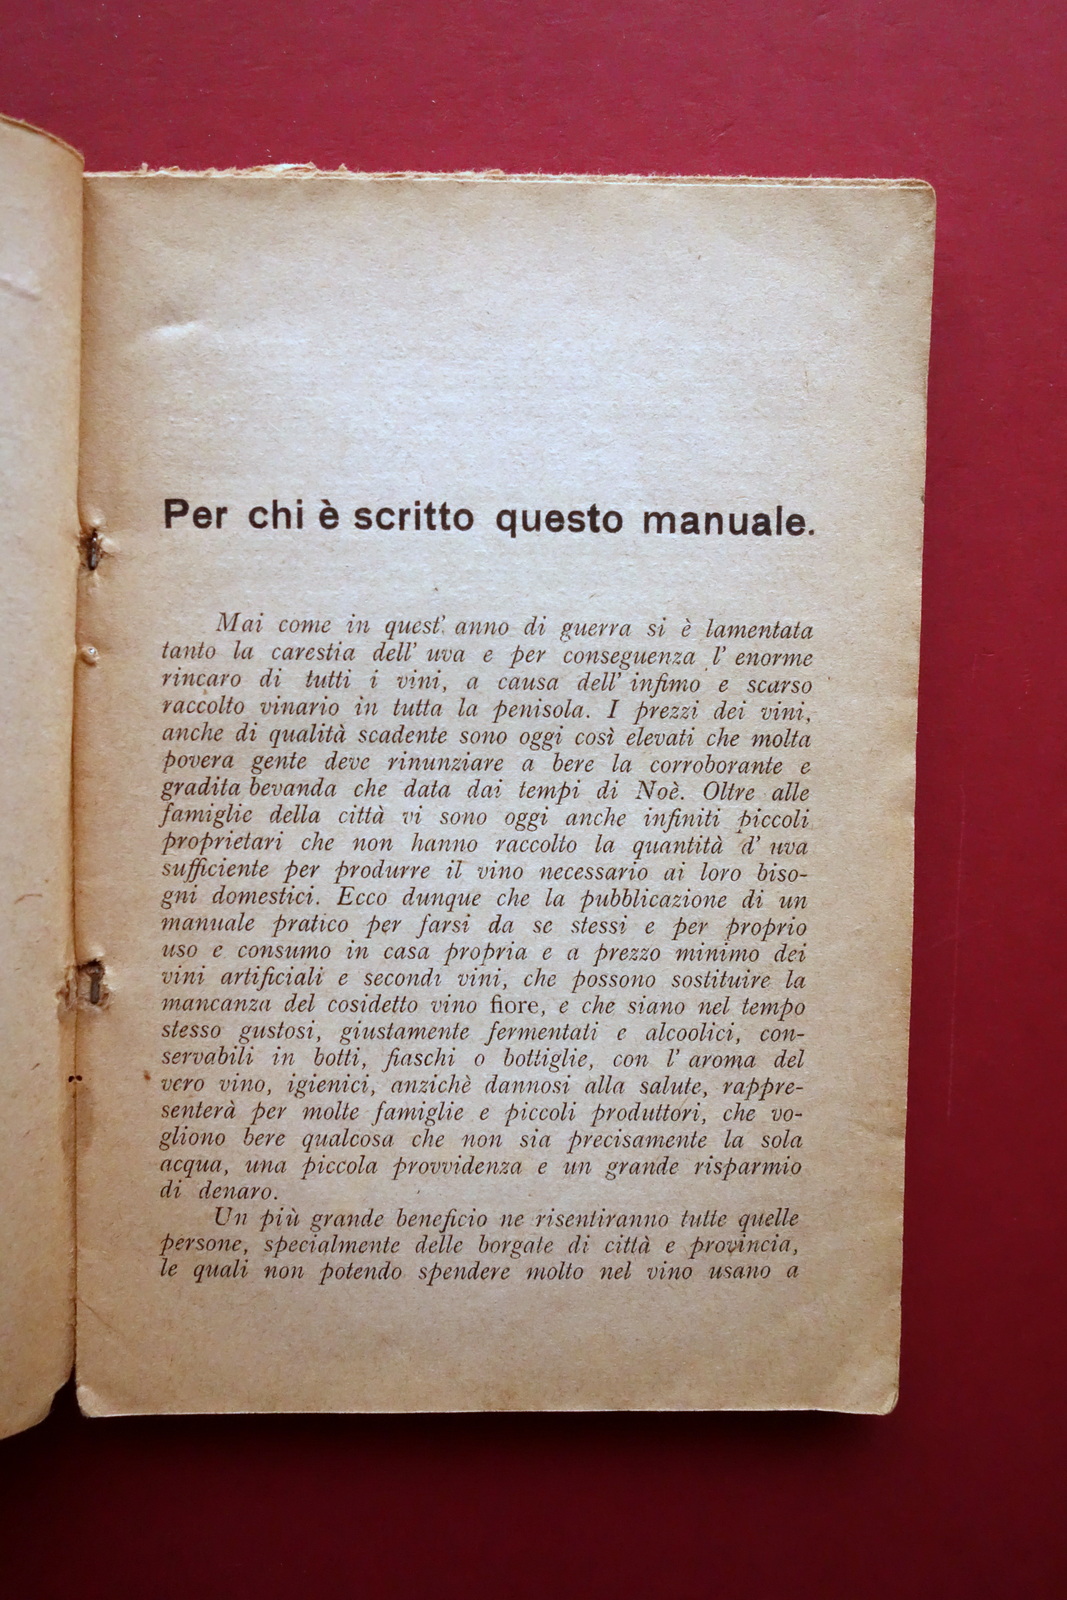 Per chi è scritto questo manuale.
Mai come in quest' anno di guerra si è lamentata
tanto la carestia dell' uva e per conseguenza l' enorme
rincaro di tutti i vini, a causa dell' infimo e scarso
raccolto vinario in tutta la penisola. I prezzi dei vini,
anche di qualità scadente sono oggi così elevati che molta
povera gente deve rinunziare a bere la corroborante e
gradita bevanda che data dai tempi di Noè. Oltre alle
famiglie della città vi sono oggi anche infiniti piccoli
proprietari che non hanno raccolto la quantità d' uva
sufficiente per produrre il vino necessario ai loro biso-
gni domestici. Ecco dunque che la pubblicazione di un
manuale pratico per farsi da se stessi e per proprio
uso e consumo in casa propria e a prezzo minimo dei
vini artificiali e secondi vini, che possono sostituire la
mancanza del cosidetto vino fiore, e che siano nel tempo
stesso gustosi, giustamente fermentati e alcoolici, con-
servabili in botti, fiaschi o bottiglie, con l' aroma del
vero vino, igienici, anzichè dannosi alla salute, rappre-
senterà per molte famiglie e piccoli produttori, che vo-
gliono bere qualcosa che non sia precisamente la sola
acqua, una piccola provvidenza e un grande risparmio
di denaro.
Un più grande beneficio ne risentiranno tutte quelle
persone, specialmente delle borgate di città e provincia,
le quali non potendo spendere molto nel vino usano a